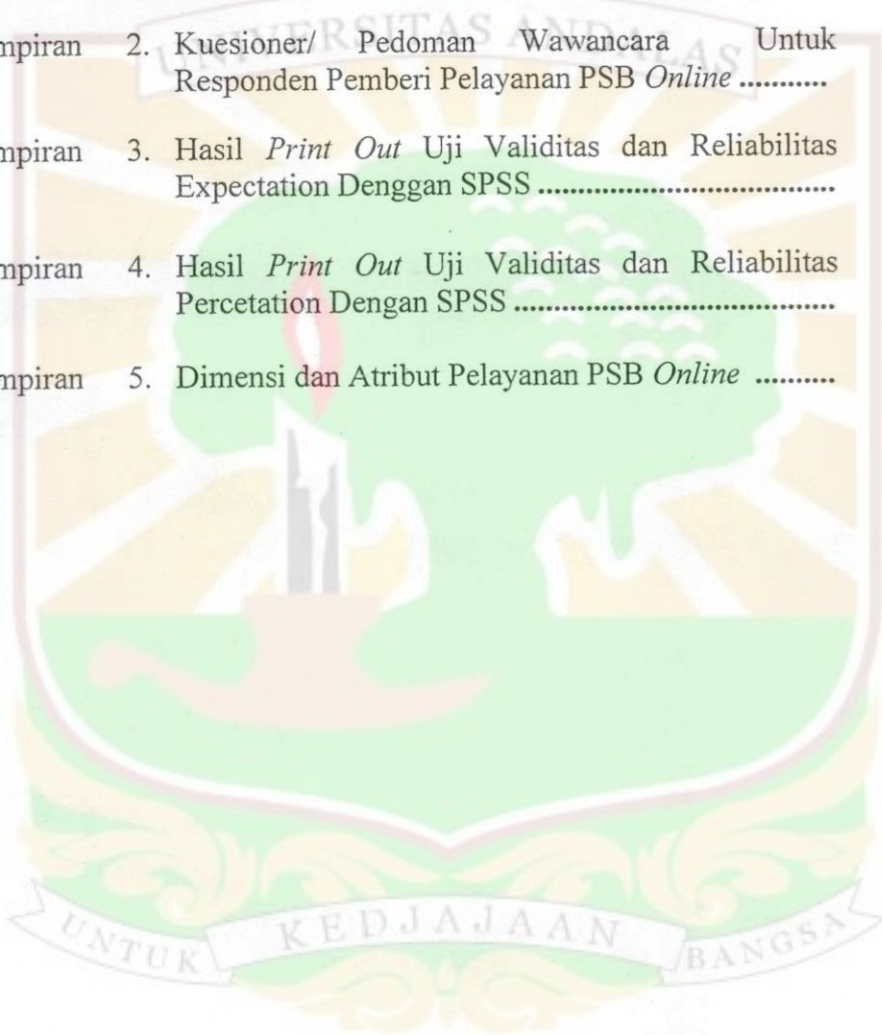 UNIVERSITAS ANDALAS
mpiran 2. Kuesioner/ Pedoman Wawancara Untuk
Responden Pemberi Pelayanan PSB Online ...........
mpiran 3. Hasil Print Out Uji Validitas dan Reliabilitas
Expectation Denggan SPSS .....................................
mpiran 4. Hasil Print Out Uji Validitas dan Reliabilitas
Percetation Dengan SPSS ........................................
mpiran 5. Dimensi dan Atribut Pelayanan PSB Online ..........
UNTUK KEDJAJAAN BANGSA